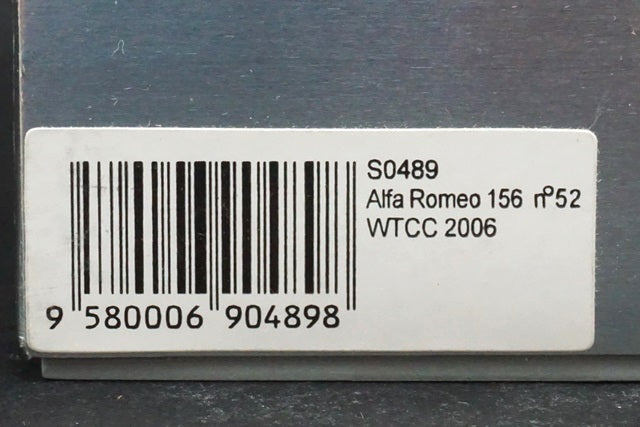 S0489
Alfa Romeo 156 nº52
WTCC 2006
9 580006 904898